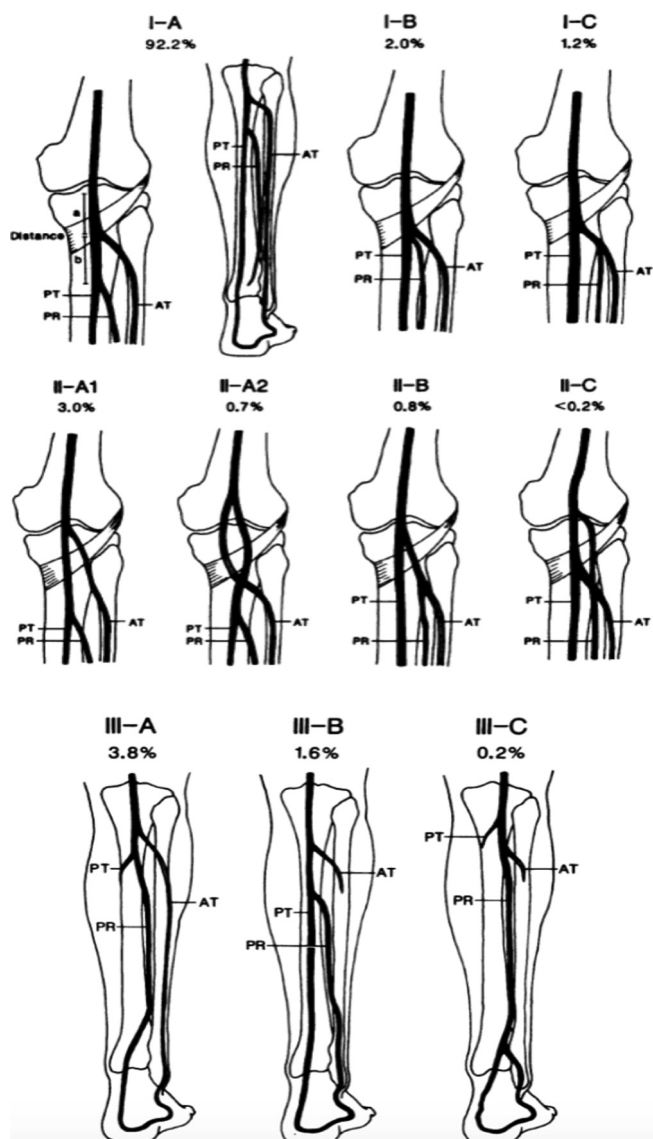 I-A
92.2%
PT
PR
AT
Distance
a
b
PT
PR
AT
I-B
2.0%
PT
PR
AT
I-C
1.2%
PT
PR
AT
II-A1
3.0%
PT
PR
AT
II-A2
0.7%
PT
PR
AT
II-B
0.8%
PT
PR
AT
II-C
<0.2%
PT
PR
AT
III-A
3.8%
PT
PR
AT
III-B
1.6%
PT
PR
AT
III-C
0.2%
PT
PR
AT